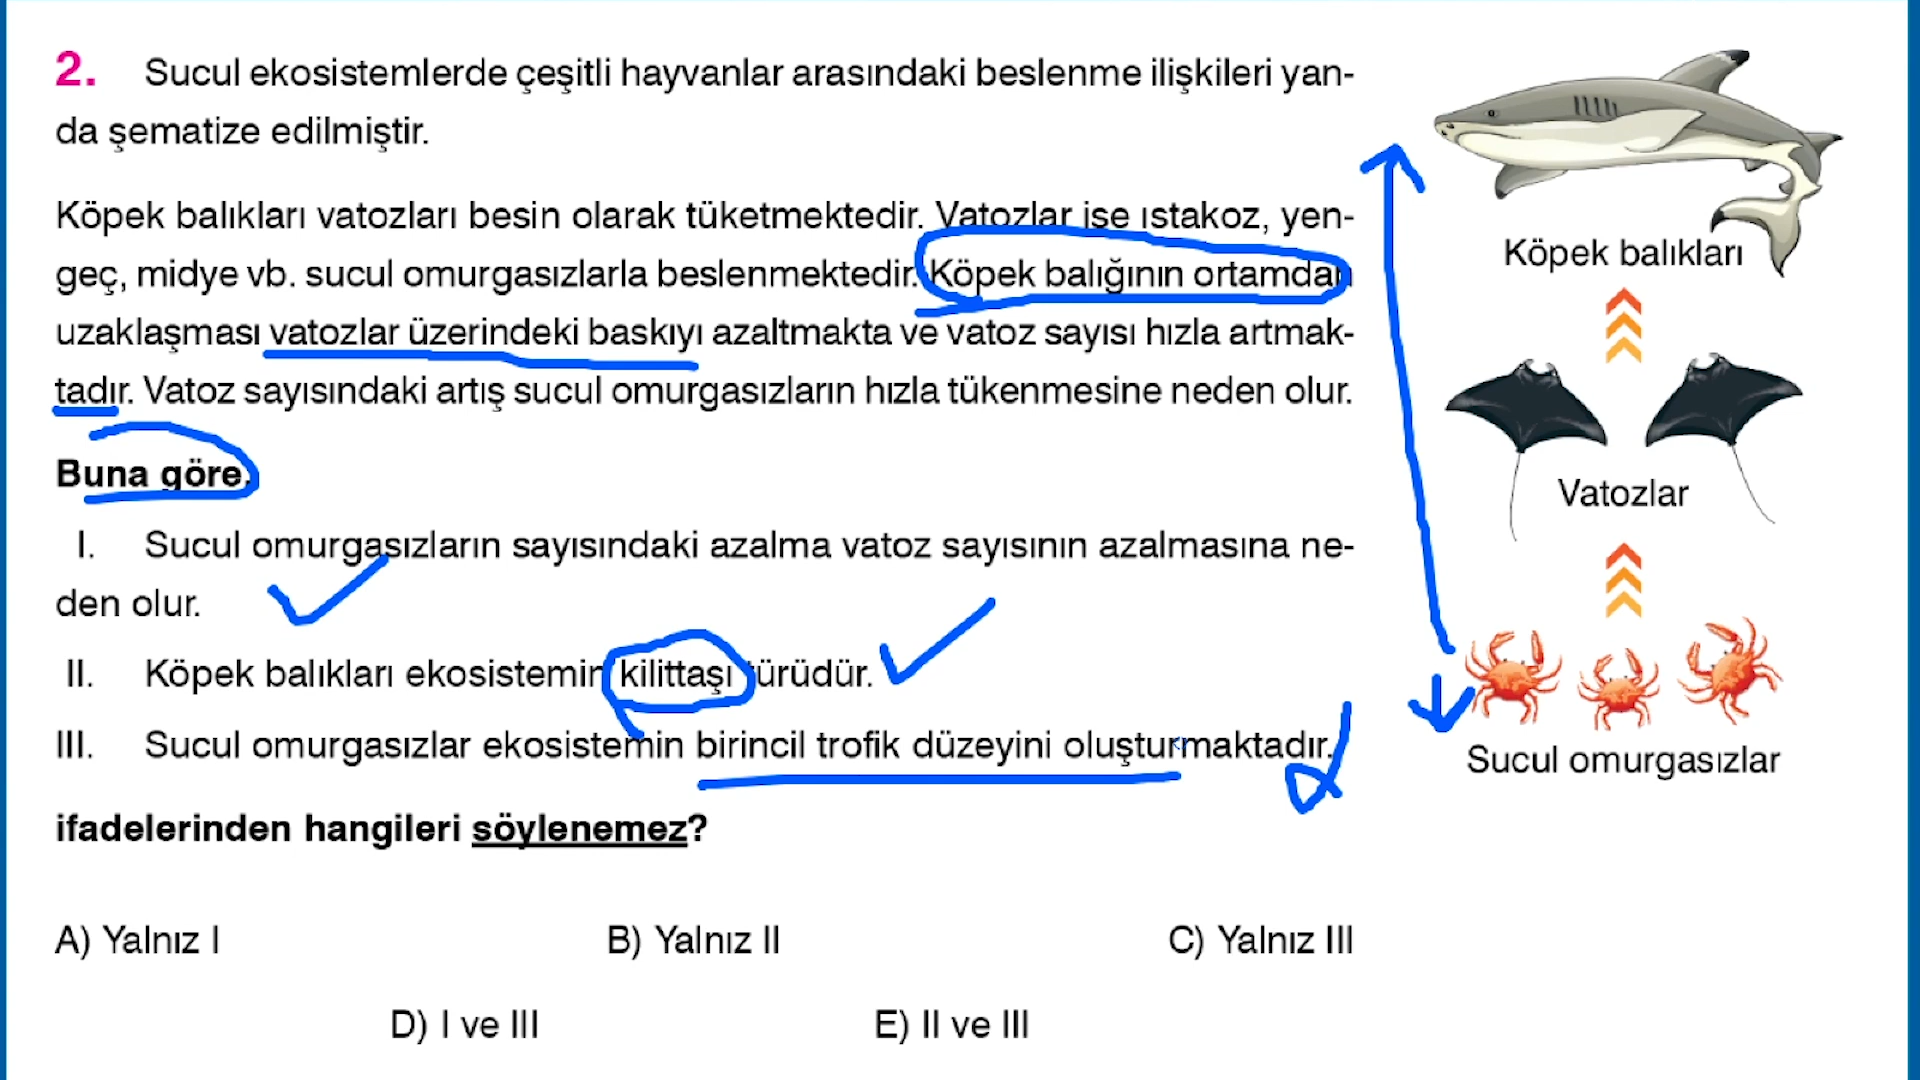 2. Sucul ekosistemlerde çeşitli hayvanlar arasındaki beslenme ilişkileri yan-
da şematize edilmiştir.
Köpek balıkları vatozları besin olarak tüketmektedir. Vatozlar ise ıstakoz, yen-
geç, midye vb. sucul omurgasızlarla beslenmektedir. Köpek balığının ortamdan
uzaklaşması vatozlar üzerindeki baskıyı azaltmakta ve vatoz sayısı hızla artmak-
tadır. Vatoz sayısındaki artış sucul omurgasızların hızla tükenmesine neden olur.
Buna göre,
I. Sucul omurgasızların sayısındaki azalma vatoz sayısının azalmasına ne-
den olur.
II. Köpek balıkları ekosistemin kilittaşı türüdür.
III. Sucul omurgasızlar ekosistemin birincil trofik düzeyini oluşturmaktadır.
ifadelerinden hangileri söylenemez?
A) Yalnız I
B) Yalnız II
C) Yalnız III
D) I ve III
E) II ve III
Köpek balıkları
Vatozlar
Sucul omurgasızlar